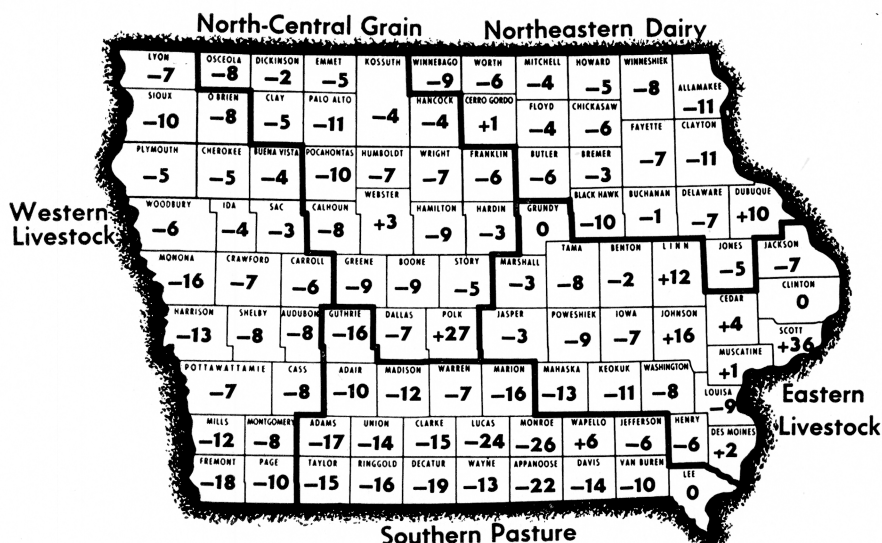 North-Central Grain
Northeastern Dairy
LYON OSCEOLA DICKINSON EMMET KOSSUTH WINNEBAGO WORTH MITCHELL HOWARD WINNESHIEK ALLAMAKEE
−7 −8 −2 −5 −4 −9 −6 −4 −5 −8 −11
SIOUX O'BRIEN CLAY PALO ALTO HANCOCK CERRO GORDO FLOYD CHICKASAW FAYETTE CLAYTON
−10 −8 −5 −11 −4 +1 −4 −6 −7 −11
PLYMOUTH CHEROKEE BUENA VISTA POCAHONTAS HUMBOLDT WRIGHT FRANKLIN BUTLER BREMER
−5 −5 −4 −10 −7 −7 −6 −6 −3
Western
Livestock
WOODBURY IDA SAC CALHOUN WEBSTER HAMILTON HARDIN GRUNDY BLACK HAWK BUCHANAN DELAWARE DUBUQUE
−6 −4 −3 −8 +3 −9 −3 0 −10 −1 −7 +10
MONONA CRAWFORD CARROLL GREENE BOONE STORY MARSHALL TAMA BENTON LINN JONES JACKSON
−16 −7 −6 −9 −9 −5 −3 −8 −2 +12 −5 −7
CLINTON
0
HARRISON SHELBY AUDUBON GUTHRIE DALLAS POLK JASPER POWESHIEK IOWA JOHNSON CEDAR SCOTT
−13 −8 −8 −16 −7 +27 −3 −9 −7 +16 +4 +36
MUSCATINE
+1
POTTAWATTAMIE CASS ADAIR MADISON WARREN MARION MAHASKA KEOKUK WASHINGTON LOUISA
−7 −8 −10 −12 −7 −16 −13 −11 −8 −9
Eastern
Livestock
MILLS MONTGOMERY ADAMS UNION CLARKE LUCAS MONROE WAPELLO JEFFERSON HENRY DES MOINES
−12 −8 −17 −14 −15 −24 −26 +6 −6 −6 +2
FREMONT PAGE TAYLOR RINGGOLD DECATUR WAYNE APPANOOSE DAVIS VAN BUREN LEE
−18 −10 −15 −16 −19 −13 −22 −14 −10 0
Southern Pasture